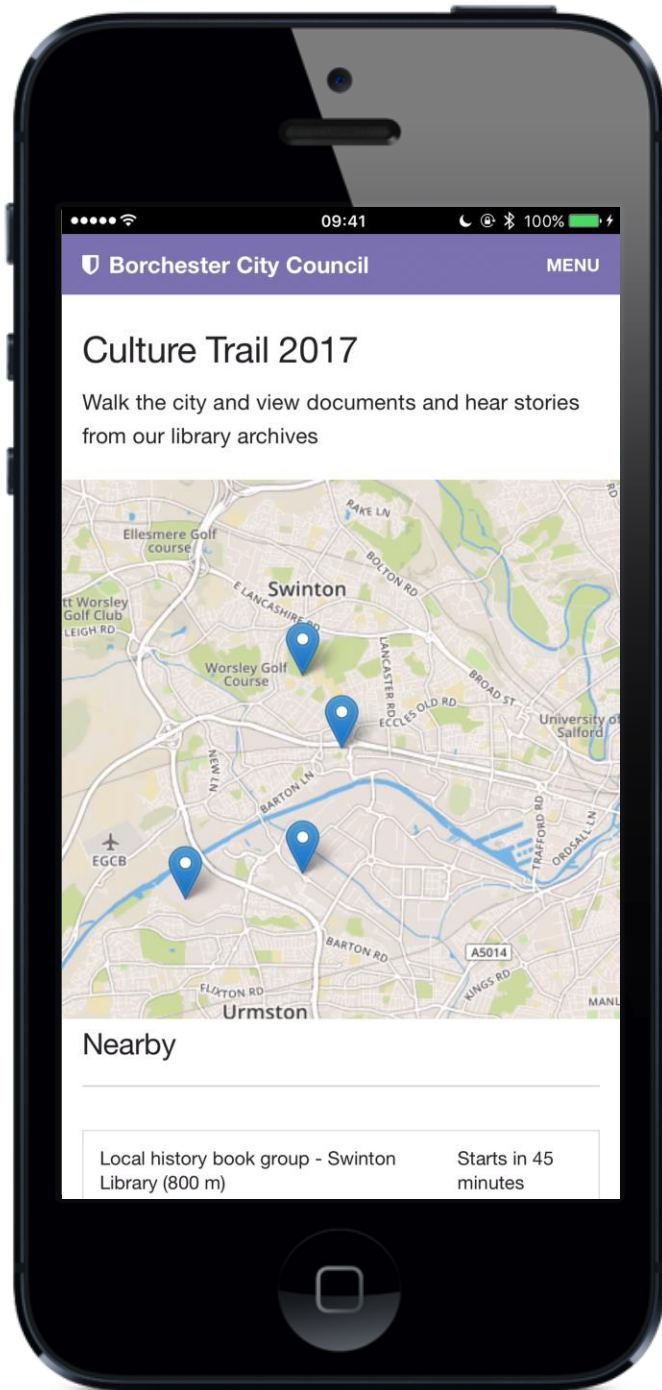 09:41
100%
Borchester City Council
MENU
Culture Trail 2017
Walk the city and view documents and hear stories
from our library archives
RD
RAKE LN
Ellesmere Golf
course
BOLTON RD
Swinton
E LANCASHIRE RD
tt Worsley
Golf Club
LEIGH RD
Worsley Golf
Course
LANCASTER RD
BROAD ST
ECCLES OLD RD
University of
Salford
NEW LN
BARTON LN
TRAFFORD RD
ORDSALL LN
EGCB
BARTON RD
A5014
KINGS RD
FLIXTON RD
MANL
Urmston
Nearby
Local history book group - Swinton
Library (800 m)
Starts in 45
minutes